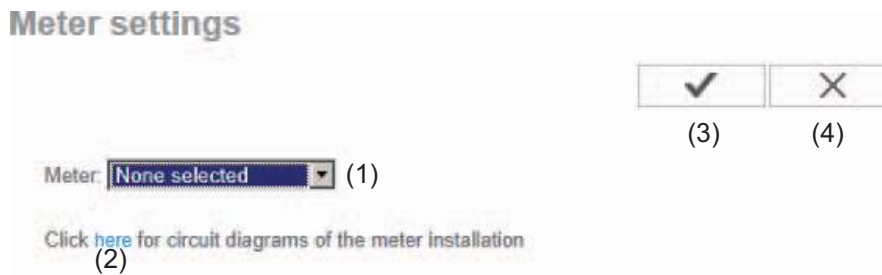 Meter settings
(3) (4)
Meter: None selected (1)
Click here for circuit diagrams of the meter installation
(2)